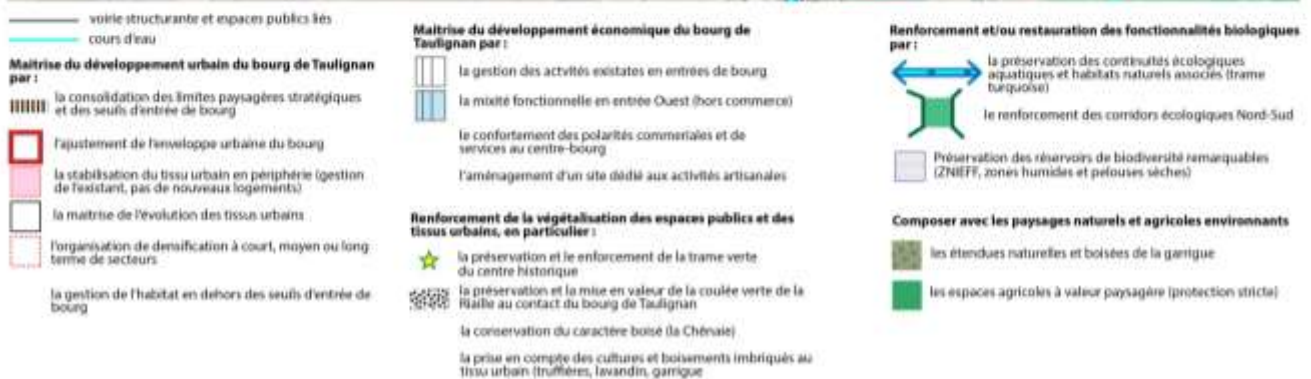 voirie structurante et espaces publics liés
cours d'eau
Maîtrise du développement urbain du bourg de Taulignan
par :
la consolidation des limites paysagères stratégiques
et des seuils d'entrée de bourg
l'ajustement de l'enveloppe urbaine du bourg
la stabilisation du tissu urbain en périphérie (gestion
de l'existant, pas de nouveaux logements)
la maitrise de l'évolution des tissus urbains
l'organisation de densification à court, moyen ou long
terme de secteurs
la gestion de l'habitat en dehors des seuils d'entrée de
bourg
Maîtrise du développement économique du bourg de
Taulignan par :
la gestion des actvités existates en entrées de bourg
la mixité fonctionnelle en entrée Ouest (hors commerce)
le confortement des polarités commeriales et de
services au centre-bourg
l'aménagement d'un site dédié aux activités artisanales
Renforcement de la végétalisation des espaces publics et des
tissus urbains, en particulier :
la préservation et le enforcement de la trame verte
du centre historique
la préservation et la mise en valeur de la coulée verte de la
Riaille au contact du bourg de Taulignan
la conservation du caractère boisé (la Chênaie)
la prise en compte des cultures et boisements imbriqués au
tissu urbain (truffières, lavandin, garrigue
Renforcement et/ou restauration des fonctionnalités biologiques
par :
la préservation des continuités écologiques
aquatiques et habitats naturels associés (trame
turquoise)
le renforcement des corridors écologiques Nord-Sud
Préservation des réservoirs de biodiversité remarquables
(ZNIEFF, zones humides et pelouses sèches)
Composer avec les paysages naturels et agricoles environnants
les étendues naturelles et boisées de la garrigue
les espaces agricoles à valeur paysagère (protection stricte)